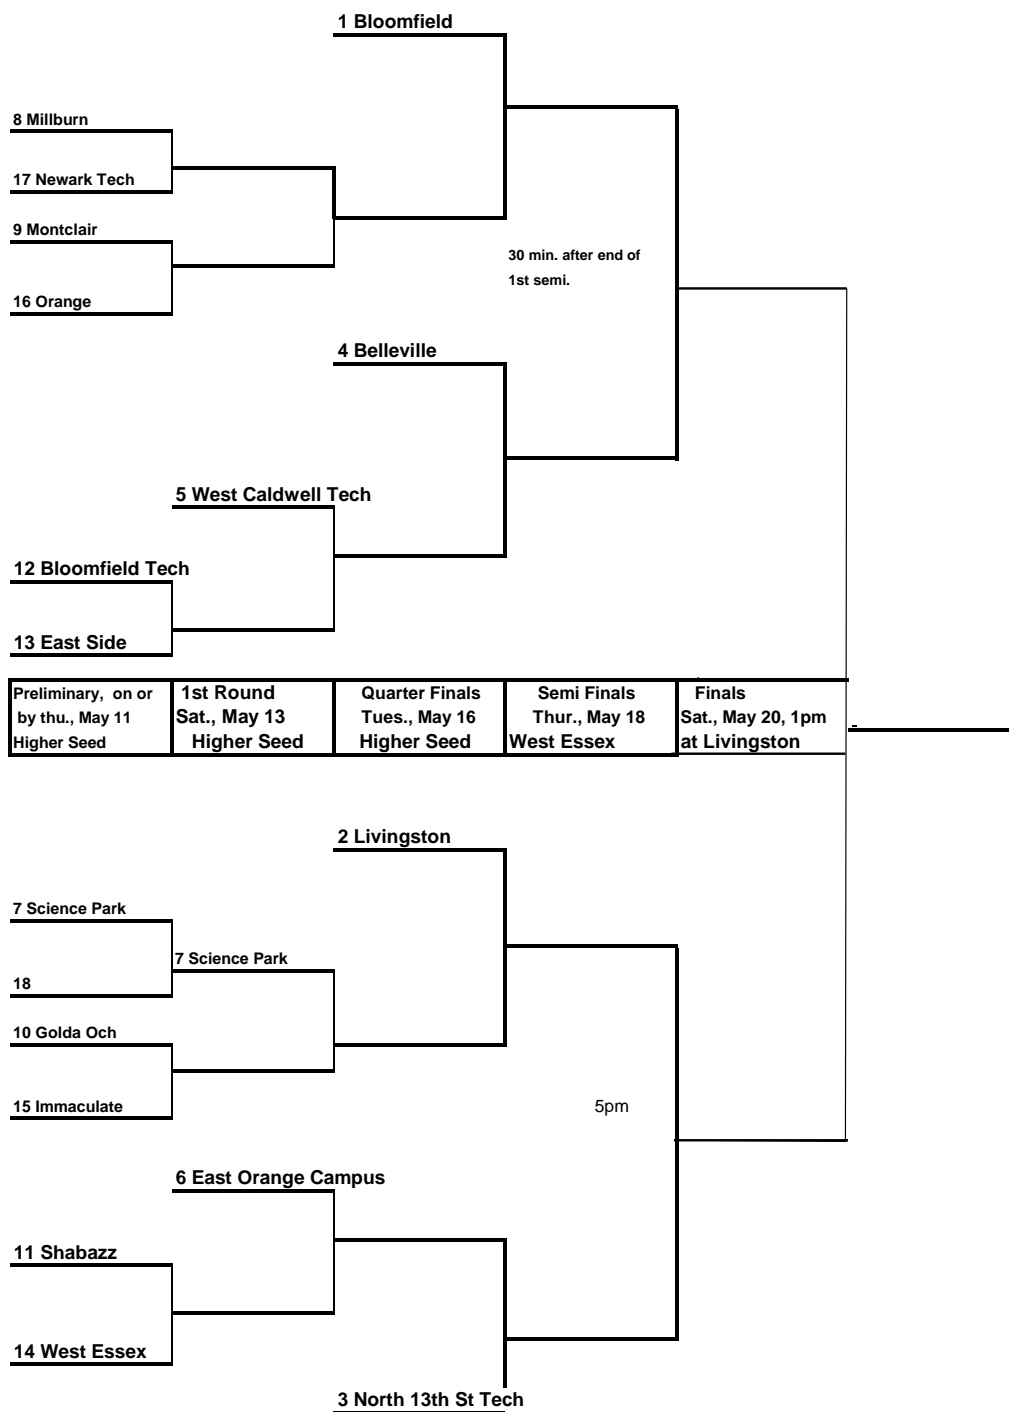 1 Bloomfield
8 Millburn
17 Newark Tech
9 Montclair
30 min. after end of
1st semi.
16 Orange
4 Belleville
5 West Caldwell Tech
12 Bloomfield Tech
13 East Side
Preliminary, on or
by thu., May 11
Higher Seed
1st Round
Sat., May 13
Higher Seed
Quarter Finals
Tues., May 16
Higher Seed
Semi Finals
Thur., May 18
West Essex
Finals
Sat., May 20, 1pm
at Livingston
2 Livingston
7 Science Park
7 Science Park
18
10 Golda Och
15 Immaculate
5pm
6 East Orange Campus
11 Shabazz
14 West Essex
3 North 13th St Tech